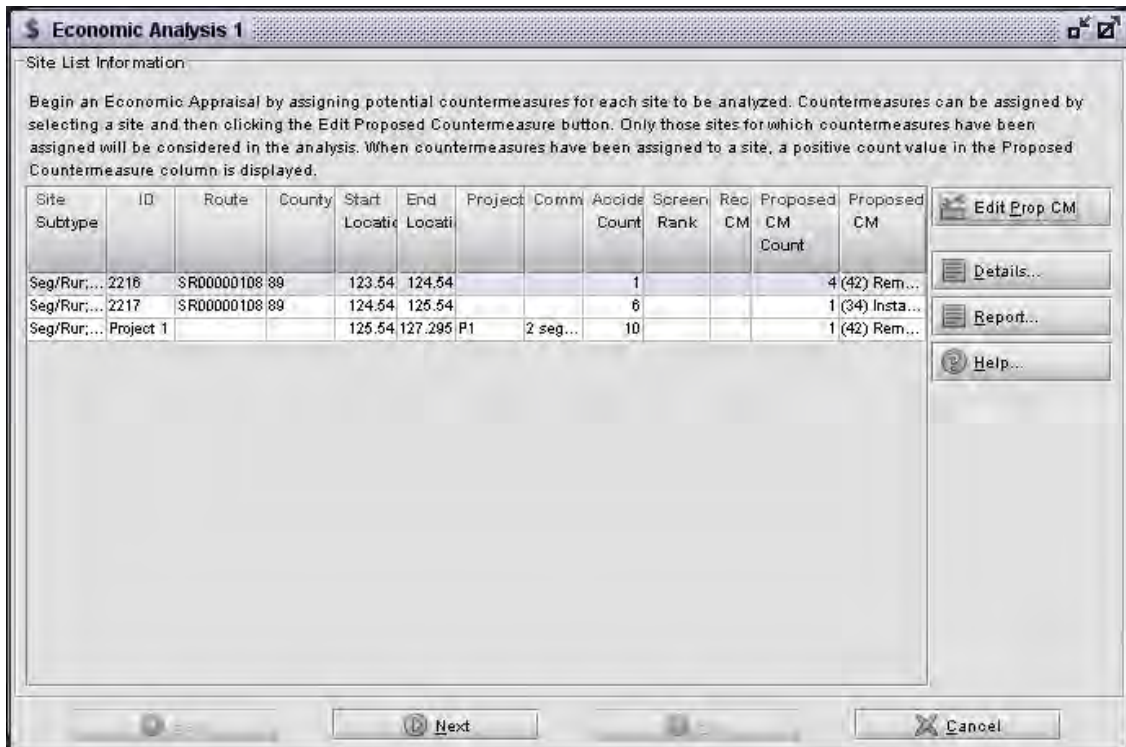 $ Economic Analysis 1
Site List Information
Begin an Economic Appraisal by assigning potential countermeasures for each site to be analyzed. Countermeasures can be assigned by
selecting a site and then clicking the Edit Proposed Countermeasure button. Only those sites for which countermeasures have been
assigned will be considered in the analysis. When countermeasures have been assigned to a site, a positive count value in the Proposed
Countermeasure column is displayed.
Site ID Route County Start End Project Comm Accide Screen Rec Proposed Proposed
Subtype Locatic Locati Count Rank CM CM CM
Count
Seg/Rur;... 2216 SR00000108 89 123.54 124.54 1 4 (42) Rem...
Seg/Rur;... 2217 SR00000108 89 124.54 125.54 6 1 (34) Insta...
Seg/Rur;... Project 1 125.54 127.295 P1 2 seg... 10 1 (42) Rem...
Edit Prop CM
Details...
Report...
Help...
Next
Cancel